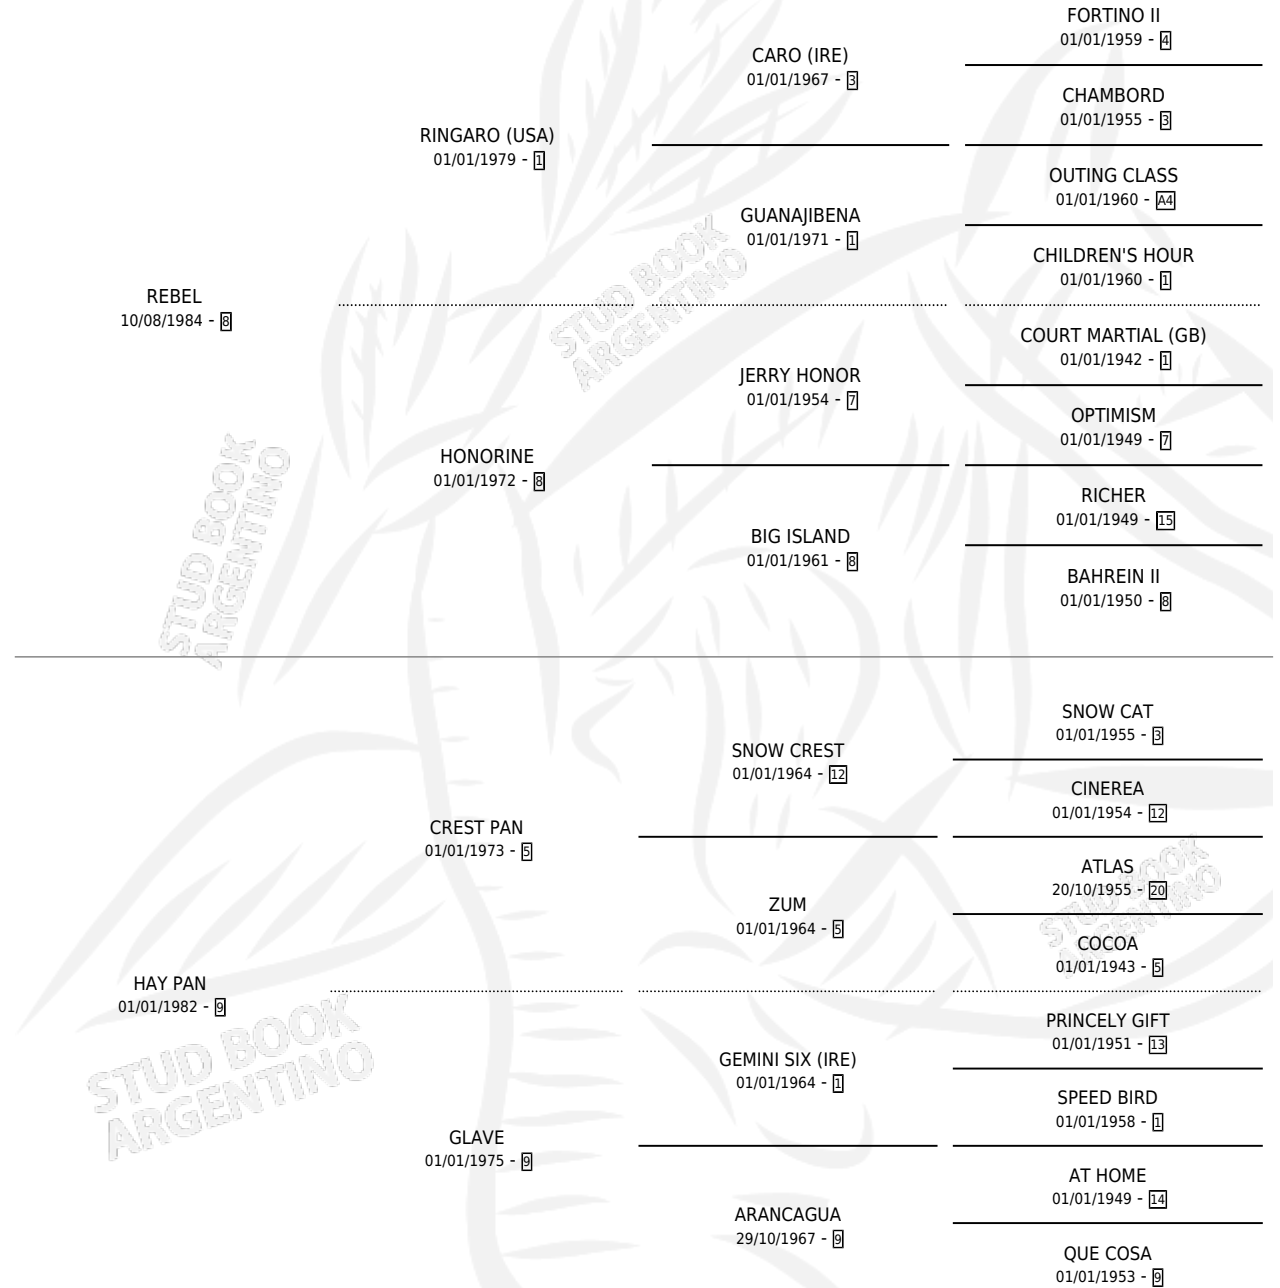 FORTINO II
01/01/1959 - 4
CARO (IRE)
01/01/1967 - 3
CHAMBORD
01/01/1955 - 3
RINGARO (USA)
01/01/1979 - 1
OUTING CLASS
01/01/1960 - A4
GUANAJIBENA
01/01/1971 - 1
CHILDREN'S HOUR
01/01/1960 - 1
REBEL
10/08/1984 - 8
COURT MARTIAL (GB)
01/01/1942 - 1
JERRY HONOR
01/01/1954 - 7
OPTIMISM
01/01/1949 - 7
HONORINE
01/01/1972 - 8
RICHER
01/01/1949 - 15
BIG ISLAND
01/01/1961 - 8
BAHREIN II
01/01/1950 - 8
SNOW CAT
01/01/1955 - 3
SNOW CREST
01/01/1964 - 12
CINEREA
01/01/1954 - 12
CREST PAN
01/01/1973 - 5
ATLAS
20/10/1955 - 20
ZUM
01/01/1964 - 5
COCOA
01/01/1943 - 5
HAY PAN
01/01/1982 - 9
PRINCELY GIFT
01/01/1951 - 13
GEMINI SIX (IRE)
01/01/1964 - 1
SPEED BIRD
01/01/1958 - 1
GLAVE
01/01/1975 - 9
AT HOME
01/01/1949 - 14
ARANCAGUA
29/10/1967 - 9
QUE COSA
01/01/1953 - 9
STUD BOOK
ARGENTINO
STUD BOOK
ARGENTINO
STUD BOOK
ARGENTINO
STUD BOOK
ARGENTINO